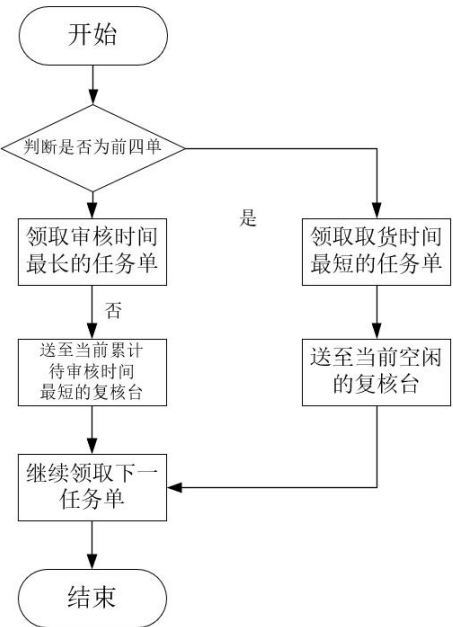 开始
判断是否为前四单
是
领取审核时间
最长的任务单
领取取货时间
最短的任务单
否
送至当前累计
待审核时间
最短的复核台
送至当前空闲
的复核台
继续领取下一
任务单
结束